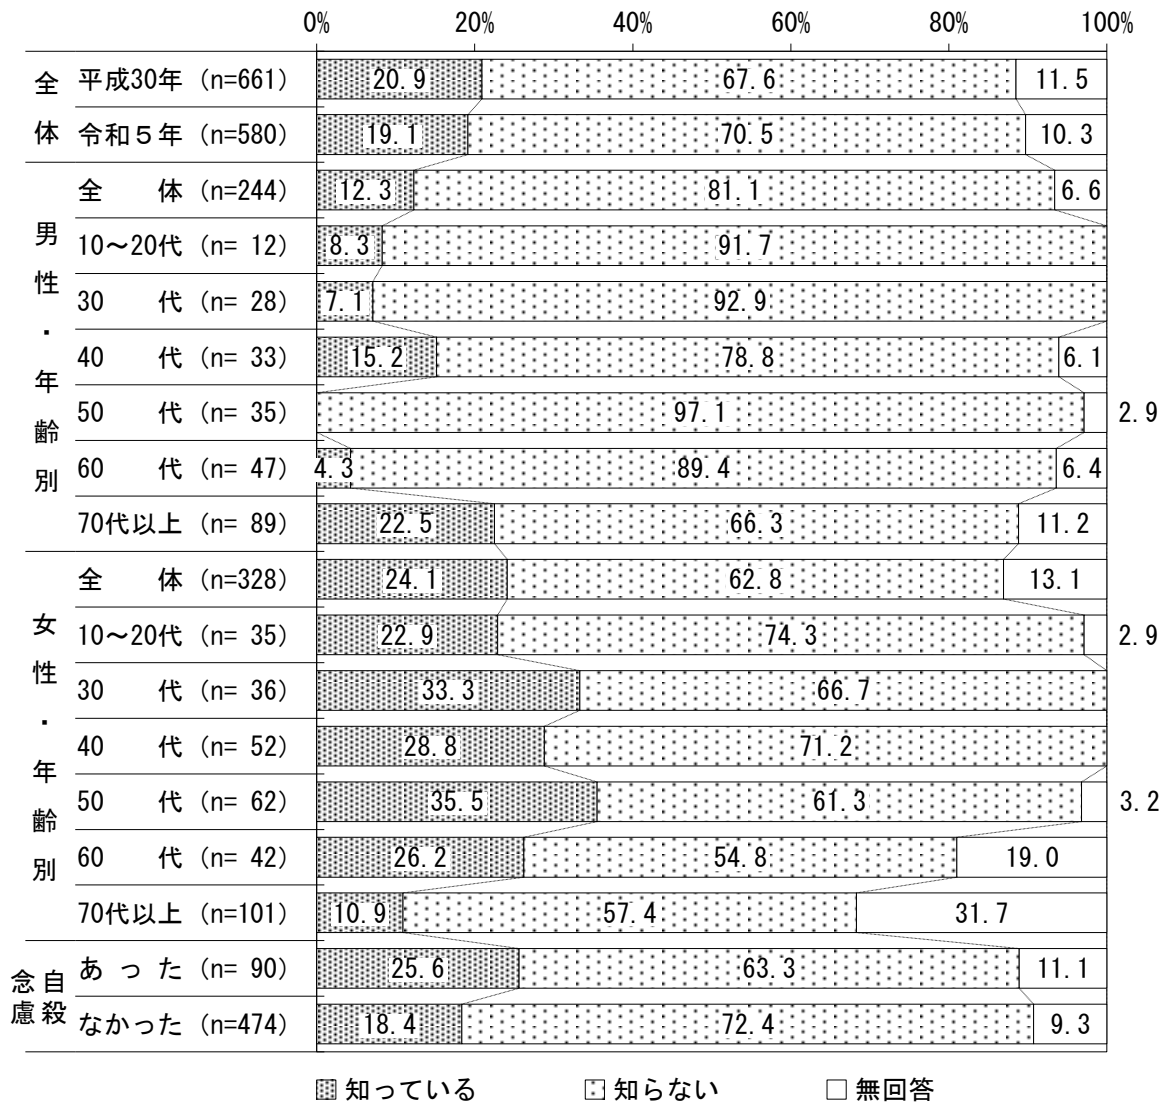 0% 20% 40% 60% 80% 100%
全体
平成30年 (n=661) 20.9 67.6 11.5
令和5年 (n=580) 19.1 70.5 10.3
男性・年齢別
全 体 (n=244) 12.3 81.1 6.6
10～20代 (n= 12) 8.3 91.7
30 代 (n= 28) 7.1 92.9
40 代 (n= 33) 15.2 78.8 6.1
50 代 (n= 35) 97.1 2.9
60 代 (n= 47) 4.3 89.4 6.4
70代以上 (n= 89) 22.5 66.3 11.2
女性・年齢別
全 体 (n=328) 24.1 62.8 13.1
10～20代 (n= 35) 22.9 74.3 2.9
30 代 (n= 36) 33.3 66.7
40 代 (n= 52) 28.8 71.2
50 代 (n= 62) 35.5 61.3 3.2
60 代 (n= 42) 26.2 54.8 19.0
70代以上 (n=101) 10.9 57.4 31.7
自殺念慮
あった (n= 90) 25.6 63.3 11.1
なかった (n=474) 18.4 72.4 9.3
知っている 知らない 無回答